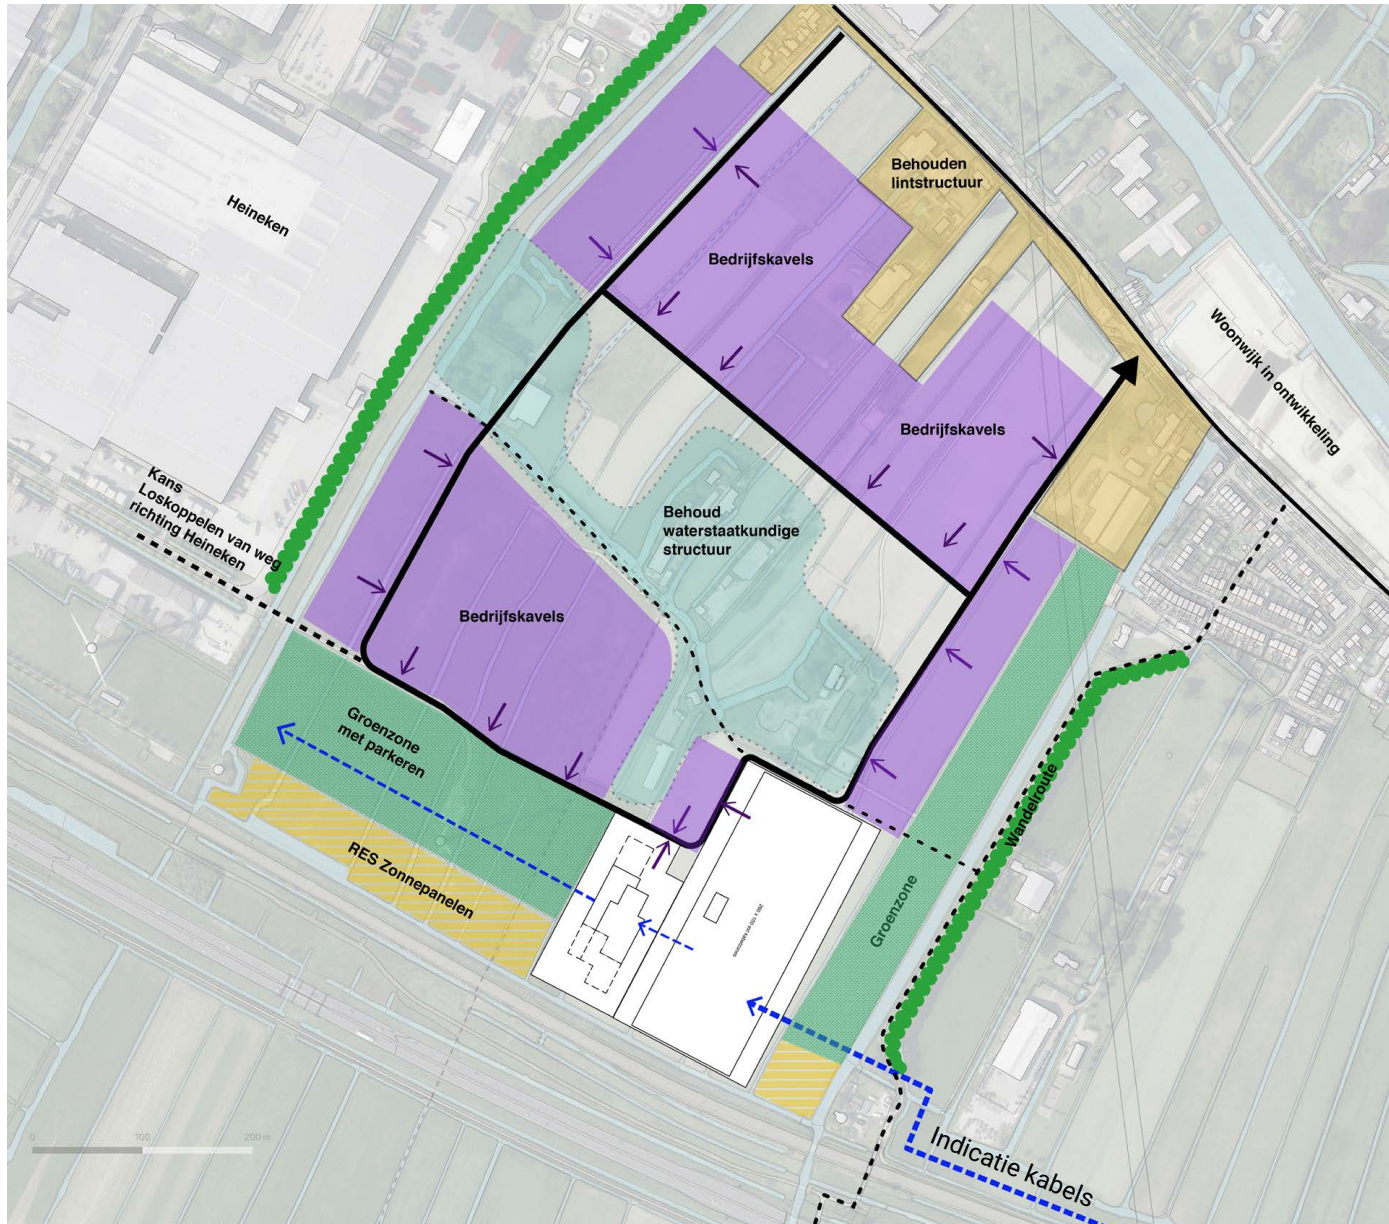 Behouden
lintstructuur
Heineken
Bedrijfskavels
Woonwijk in ontwikkeling
Bedrijfskavels
Kans
Loskoppelen van weg
richting Heineken
Behoud
waterstaatkundige
structuur
Bedrijfskavels
Groenzone
met parkeren
Wandelroute
RES Zonnepanelen
Groenzone
Indicatie kabels
0 100 200 m